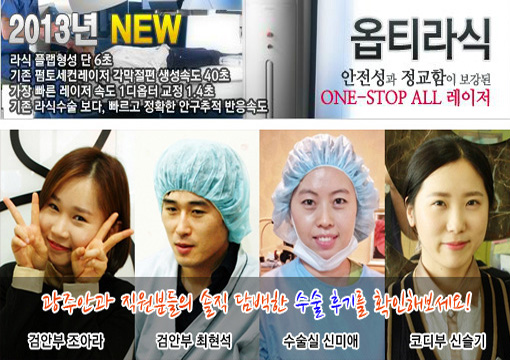 2013년 NEW
라식 플랩형성 단 6초
기존 펌토세컨레이저 각막절편 생성속도 40초
가장 빠른 레이저 속도 1디옵터 교정 1.4초
기존 라식수술 보다, 빠르고 정확한 안구추적 반응속도
옵티라식
안전성과 정교함이 보강된
ONE-STOP ALL 레이저
광주안과 직원분들의 솔직 담백한 수술 후기를 확인해보세요!
검안부 조아라
검안부 최현석
수술실 신미애
코디부 신슬기